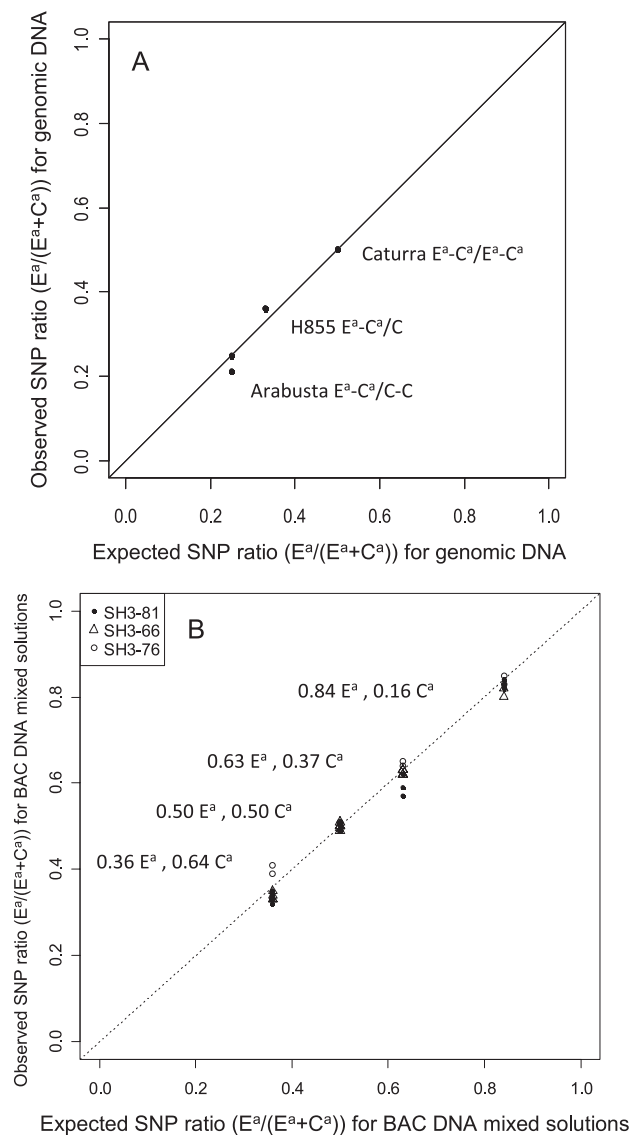 A
1.0
0.8
0.6
0.4
0.2
0.0
Observed SNP ratio (Eᵃ/(Eᵃ+Cᵃ)) for genomic DNA
Caturra Eᵃ-Cᵃ/Eᵃ-Cᵃ
H855 Eᵃ-Cᵃ/C
Arabusta Eᵃ-Cᵃ/C-C
0.0 0.2 0.4 0.6 0.8 1.0
Expected SNP ratio (Eᵃ/(Eᵃ+Cᵃ)) for genomic DNA
SH3-81
SH3-66
SH3-76
B
1.0
0.8
0.6
0.4
0.2
0.0
Observed SNP ratio (Eᵃ/(Eᵃ+Cᵃ)) for BAC DNA mixed solutions
0.84 Eᵃ , 0.16 Cᵃ
0.63 Eᵃ , 0.37 Cᵃ
0.50 Eᵃ , 0.50 Cᵃ
0.36 Eᵃ , 0.64 Cᵃ
0.0 0.2 0.4 0.6 0.8 1.0
Expected SNP ratio (Eᵃ/(Eᵃ+Cᵃ)) for BAC DNA mixed solutions